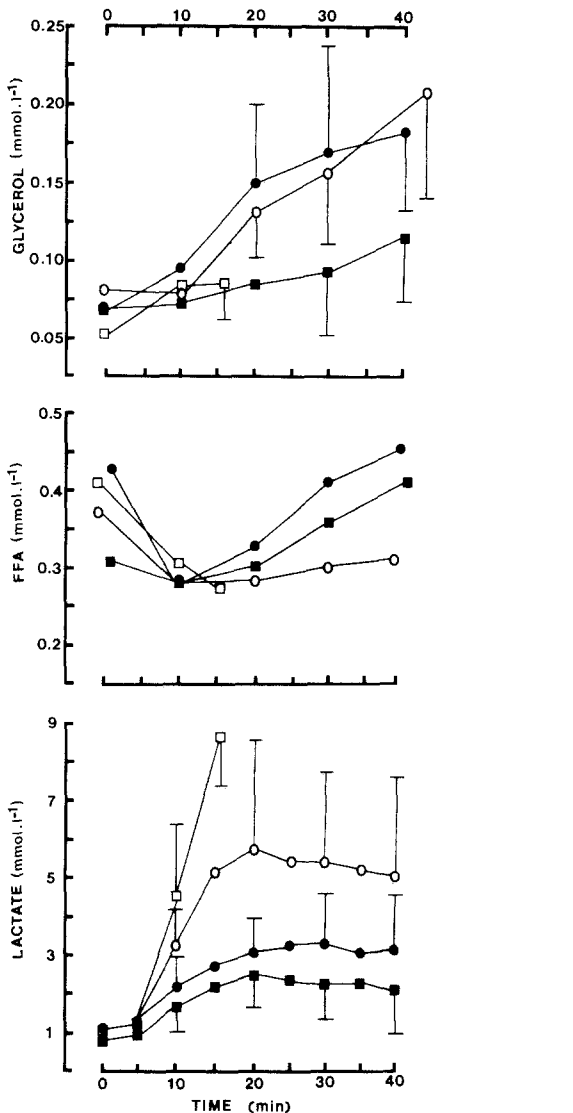 0 10 20 30 40
0.25
0.20
0.15
0.10
0.05
GLYCEROL (mmol.l-1)
0.5
0.4
0.3
0.2
FFA (mmol.l-1)
9
7
5
3
1
LACTATE (mmol.l-1)
0 10 20 30 40
TIME (min)